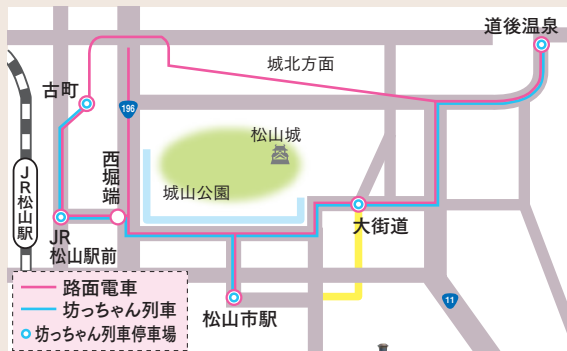 道後温泉
城北方面
古町
196
松山城
西堀端
城山公園
JR松山駅
JR
松山駅前
大街道
路面電車
坊っちゃん列車
坊っちゃん列車停車場
松山市駅
11